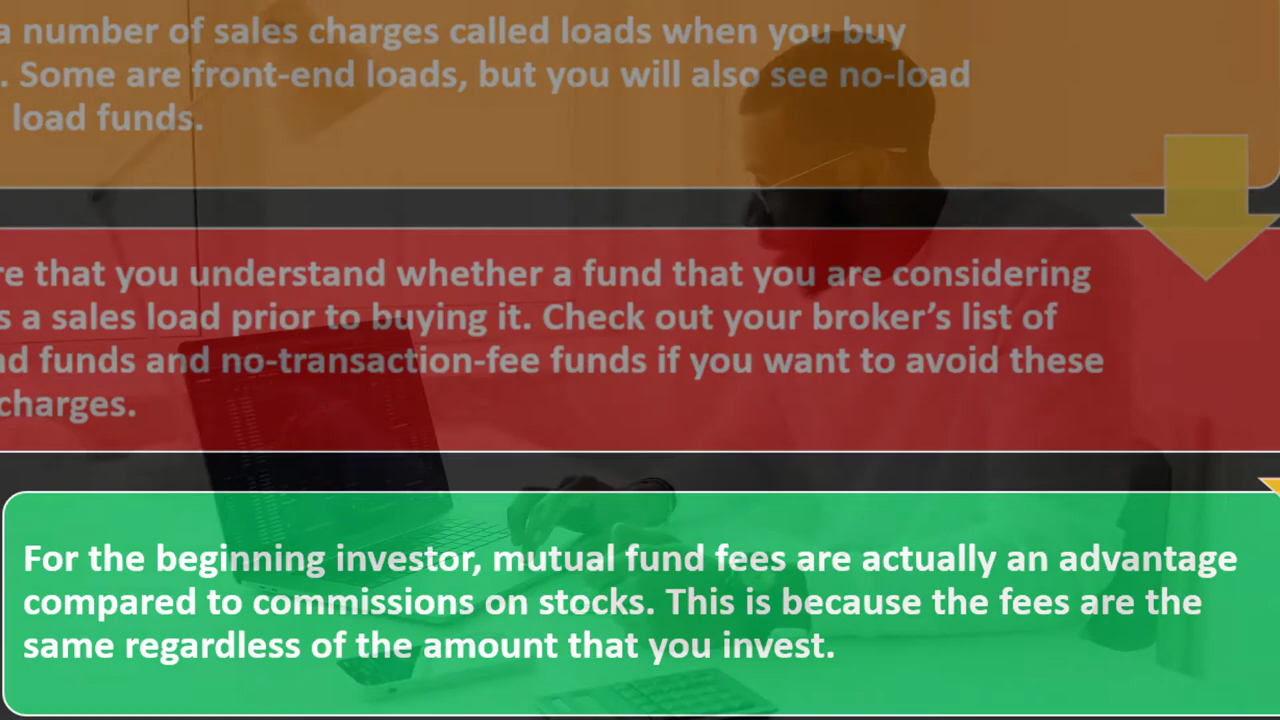 a number of sales charges called loads when you buy
. Some are front-end loads, but you will also see no-load
load funds.
that you understand whether a fund that you are considering
a sales load prior to buying it. Check out your broker’s list of
funds and no-transaction-fee funds if you want to avoid these
charges.
For the beginning investor, mutual fund fees are actually an advantage
compared to commissions on stocks. This is because the fees are the
same regardless of the amount that you invest.